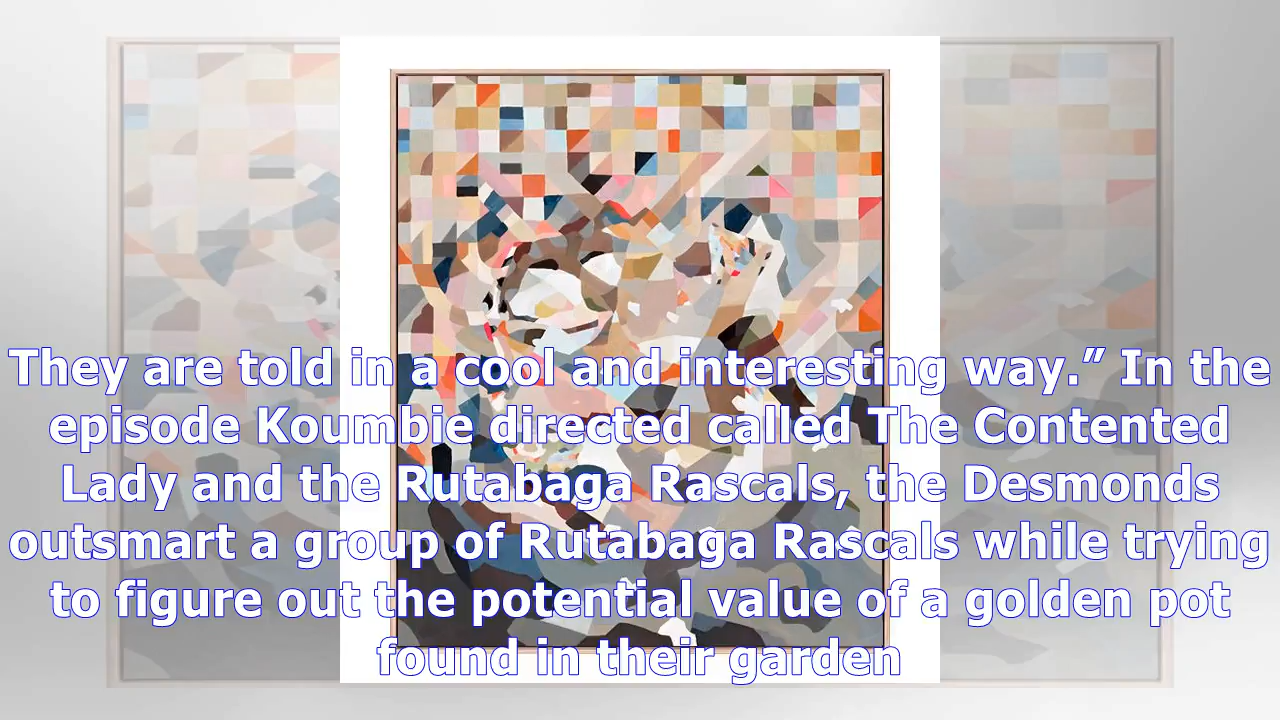 They are told in a cool and interesting way.” In the
episode Koumbie directed called The Contented
Lady and the Rutabaga Rascals, the Desmonds
outsmart a group of Rutabaga Rascals while trying
to figure out the potential value of a golden pot
found in their garden